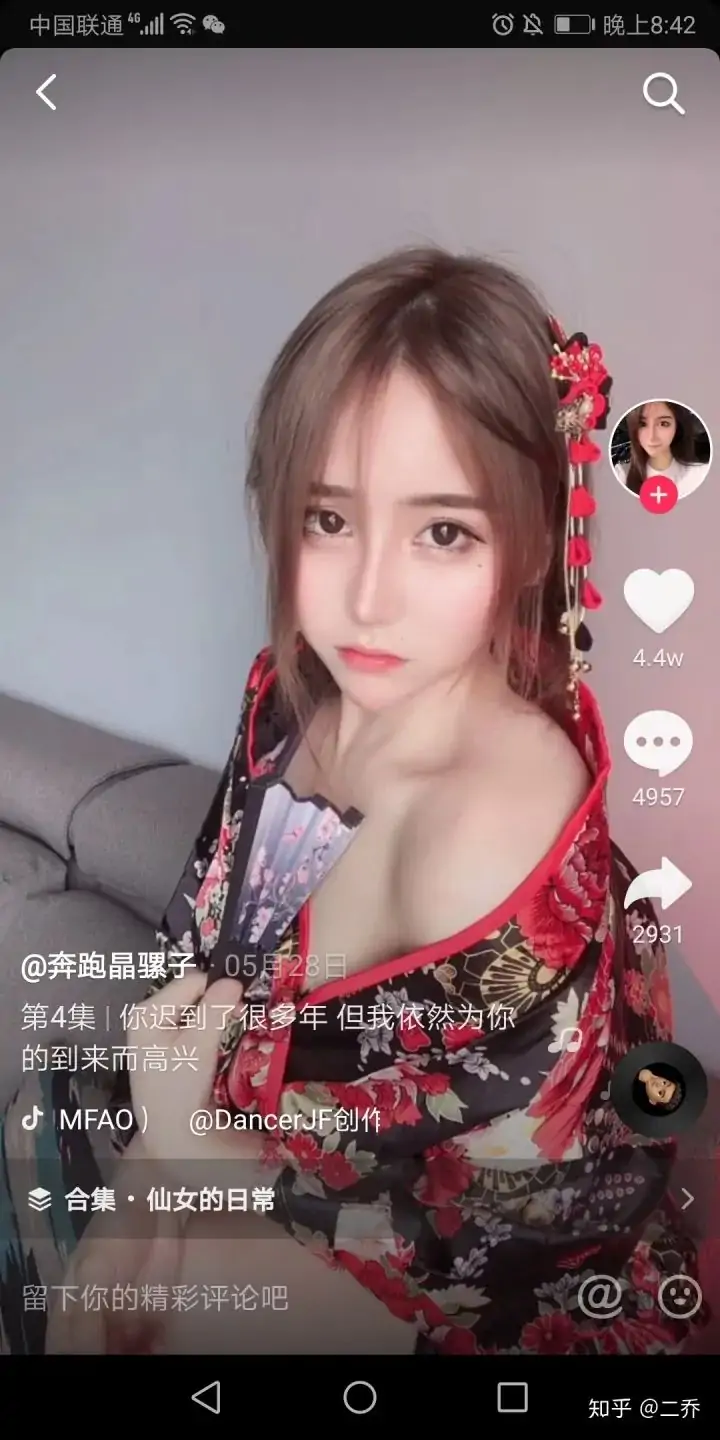 中国联通 4G 晚上8:42
4.4w
4957
2931
@奔跑晶骡子 · 05月28日
第4集 | 你迟到了很多年 但我依然为你
的到来而高兴
MFAO ） @DancerJF创作
合集 · 仙女的日常
留下你的精彩评论吧
知乎 @二乔